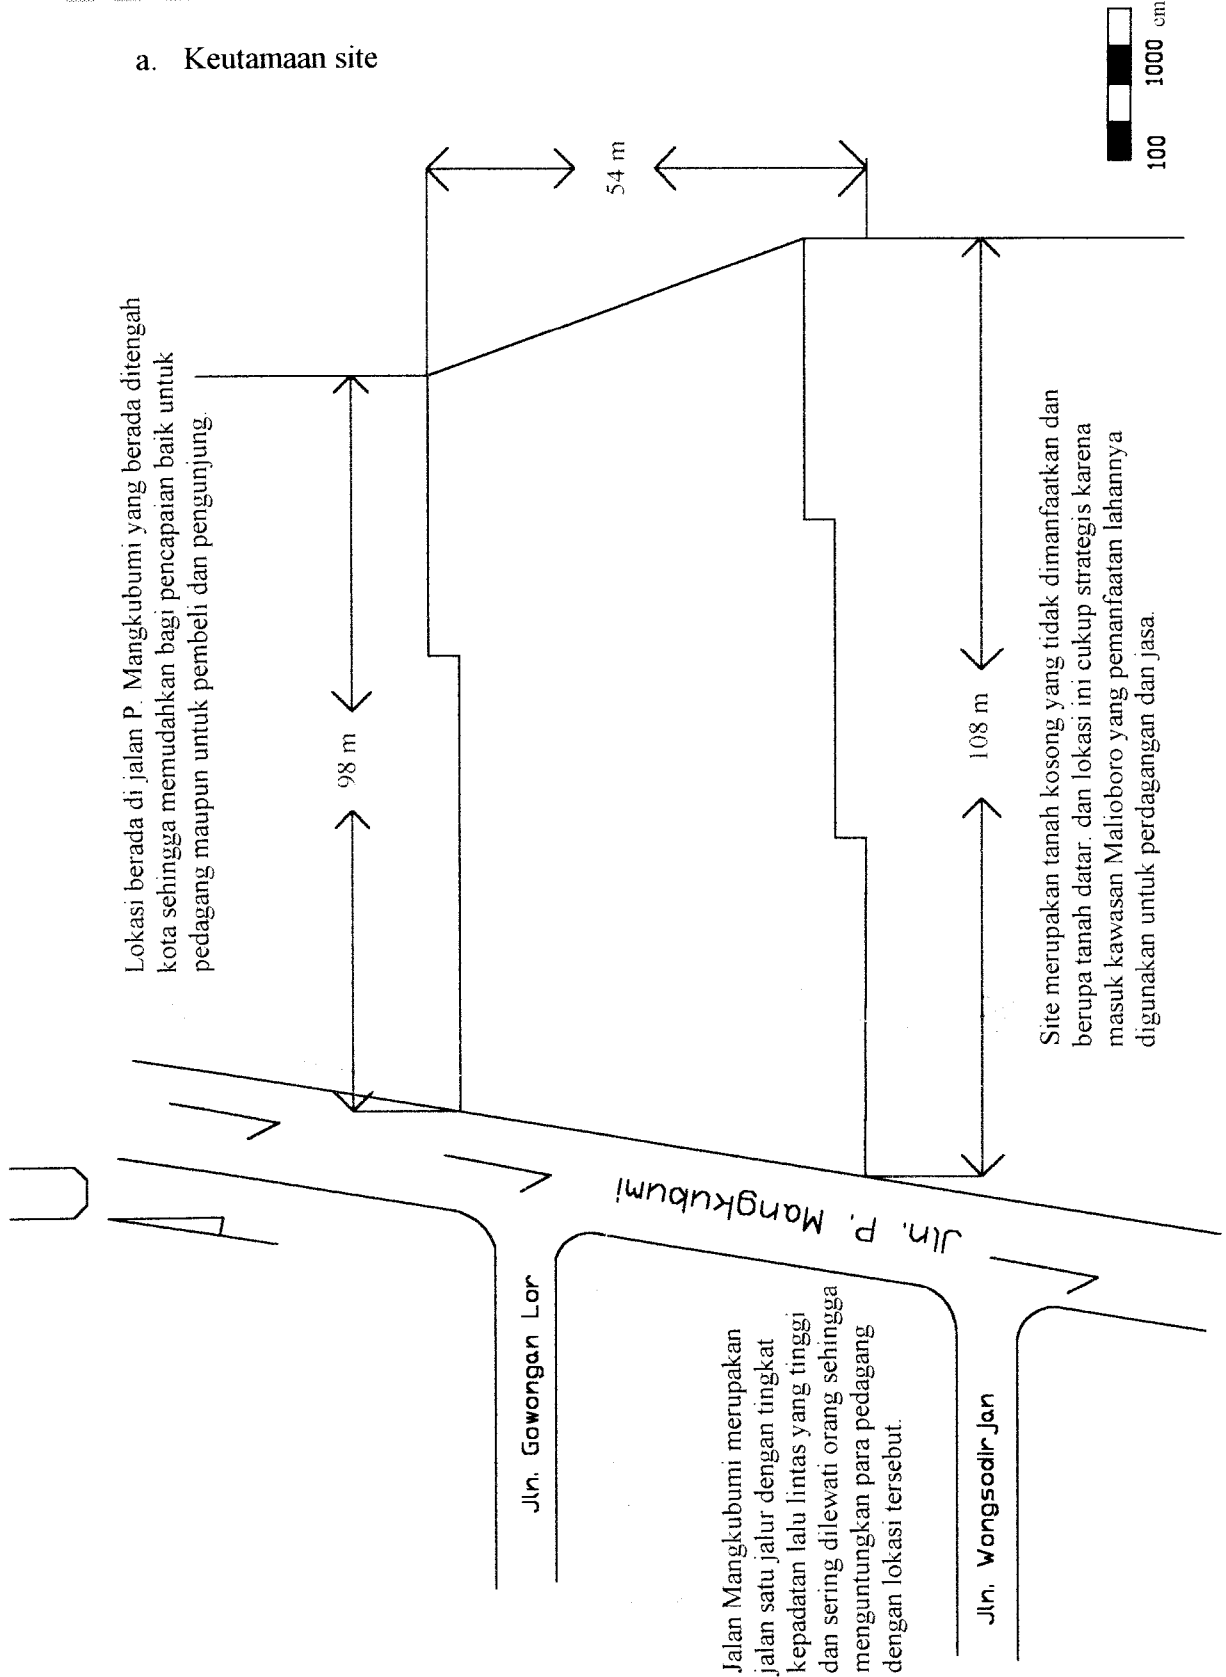 a. Keutamaan site
Lokasi berada di jalan P. Mangkubumi yang berada ditengah
kota sehingga memudahkan bagi pencapaian baik untuk
pedagang maupun untuk pembeli dan pengunjung.
54 m
98 m
108 m
100 1000 cm
Site merupakan tanah kosong yang tidak dimanfaatkan dan
berupa tanah datar. dan lokasi ini cukup strategis karena
masuk kawasan Malioboro yang pemanfaatan lahannya
digunakan untuk perdagangan dan jasa.
Jln. P. Mangkubumi
Jln. Gowongan Lor
Jalan Mangkubumi merupakan
jalan satu jalur dengan tingkat
kepadatan lalu lintas yang tinggi
dan sering dilewati orang sehingga
menguntungkan para pedagang
dengan lokasi tersebut.
Jln. Wongsodirjan